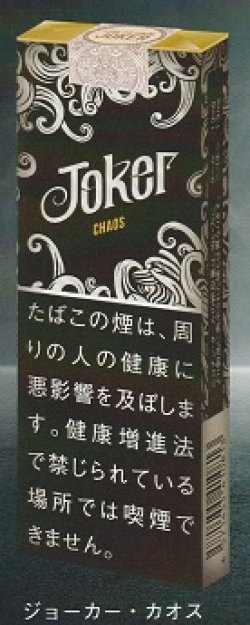 JOKER
Joker
CHAOS
たばこの煙は、周
りの人の健康に
悪影響を及ぼしま
す。健康増進法
で禁じられている
場所では喫煙で
きません。
ジョーカー・カオス